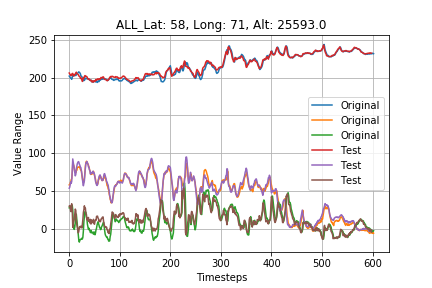 ALL_Lat: 58, Long: 71, Alt: 25593.0
250
200
150
100
50
0
Value Range
Original
Original
Original
Test
Test
Test
0 100 200 300 400 500 600
Timesteps